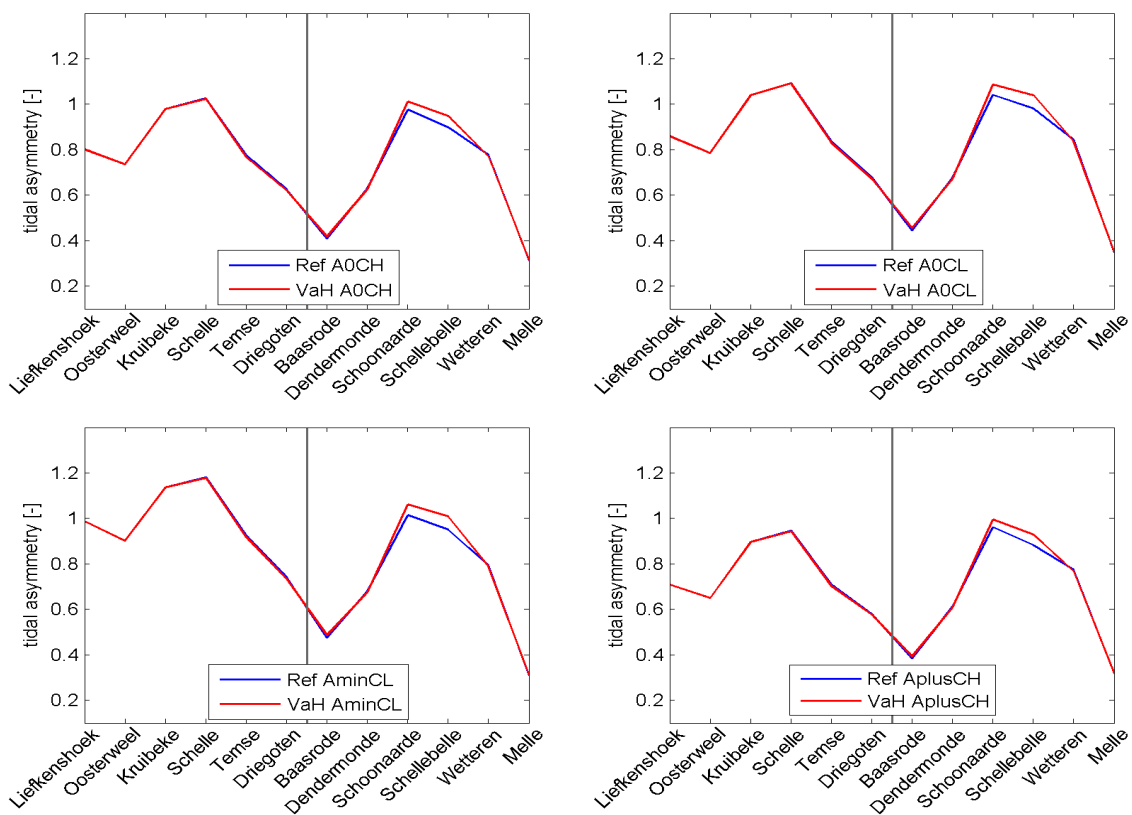 tidal asymmetry [-]
1.2
1
0.8
0.6
0.4
0.2
Ref A0CH
VaH A0CH
Liefkenshoek
Oosterweel
Kruibeke
Schelle
Temse
Driegoten
Baasrode
Dendermonde
Schoonaarde
Schellebelle
Wetteren
Melle
tidal asymmetry [-]
1.2
1
0.8
0.6
0.4
0.2
Ref A0CL
VaH A0CL
Liefkenshoek
Oosterweel
Kruibeke
Schelle
Temse
Driegoten
Baasrode
Dendermonde
Schoonaarde
Schellebelle
Wetteren
Melle
tidal asymmetry [-]
1.2
1
0.8
0.6
0.4
0.2
Ref AminCL
VaH AminCL
Liefkenshoek
Oosterweel
Kruibeke
Schelle
Temse
Driegoten
Baasrode
Dendermonde
Schoonaarde
Schellebelle
Wetteren
Melle
tidal asymmetry [-]
1.2
1
0.8
0.6
0.4
0.2
Ref AplusCH
VaH AplusCH
Liefkenshoek
Oosterweel
Kruibeke
Schelle
Temse
Driegoten
Baasrode
Dendermonde
Schoonaarde
Schellebelle
Wetteren
Melle